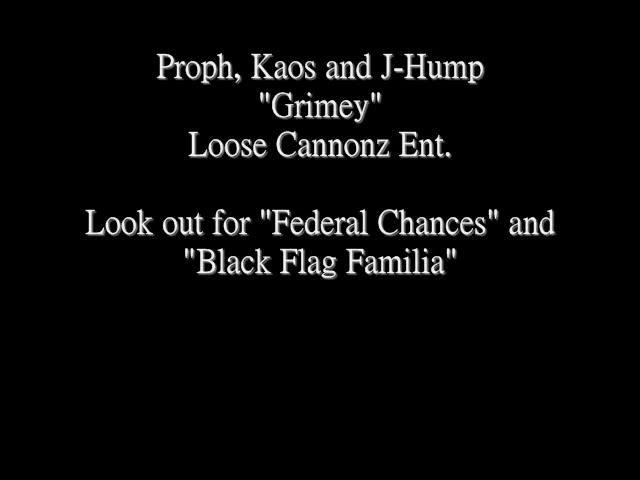 Proph, Kaos and J-Hump
"Grimey"
Loose Cannonz Ent.
Look out for "Federal Chances" and
"Black Flag Familia"